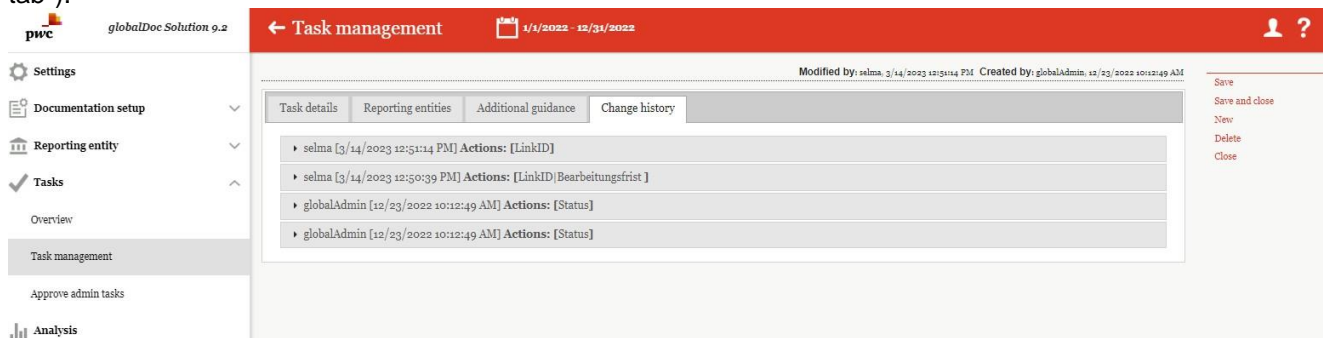 tab ).
pwc globalDoc Solution 9.2
← Task management 1/1/2022 - 12/31/2022 ?
Modified by: selma, 3/14/2023 12:51:14 PM Created by: globalAdmin, 12/23/2022 10:12:49 AM
Settings
Documentation setup
Reporting entity
Tasks
Overview
Task management
Approve admin tasks
Analysis
Task details Reporting entities Additional guidance Change history
selma [3/14/2023 12:51:14 PM] Actions: [LinkID]
selma [3/14/2023 12:50:39 PM] Actions: [LinkID|Bearbeitungsfrist ]
globalAdmin [12/23/2022 10:12:49 AM] Actions: [Status]
globalAdmin [12/23/2022 10:12:49 AM] Actions: [Status]
Save
Save and close
New
Delete
Close